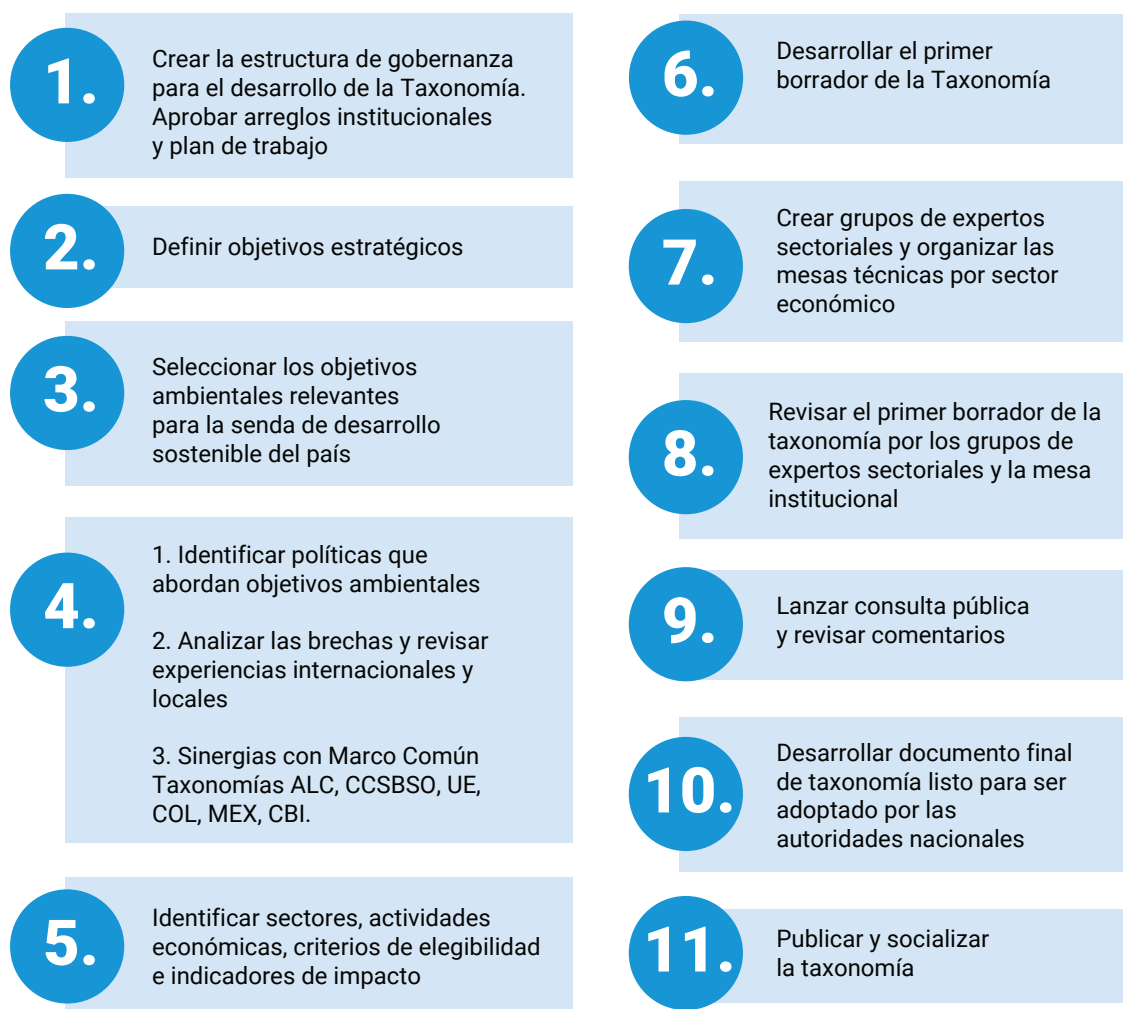 1.
Crear la estructura de gobernanza
para el desarrollo de la Taxonomía.
Aprobar arreglos institucionales
y plan de trabajo
2.
Definir objetivos estratégicos
3.
Seleccionar los objetivos
ambientales relevantes
para la senda de desarrollo
sostenible del país
4.
1. Identificar políticas que
abordan objetivos ambientales
2. Analizar las brechas y revisar
experiencias internacionales y
locales
3. Sinergias con Marco Común
Taxonomías ALC, CCSBSO, UE,
COL, MEX, CBI.
5.
Identificar sectores, actividades
económicas, criterios de elegibilidad
e indicadores de impacto
6.
Desarrollar el primer
borrador de la Taxonomía
7.
Crear grupos de expertos
sectoriales y organizar las
mesas técnicas por sector
económico
8.
Revisar el primer borrador de la
taxonomía por los grupos de
expertos sectoriales y la mesa
institucional
9.
Lanzar consulta pública
y revisar comentarios
10.
Desarrollar documento final
de taxonomía listo para ser
adoptado por las
autoridades nacionales
11.
Publicar y socializar
la taxonomía